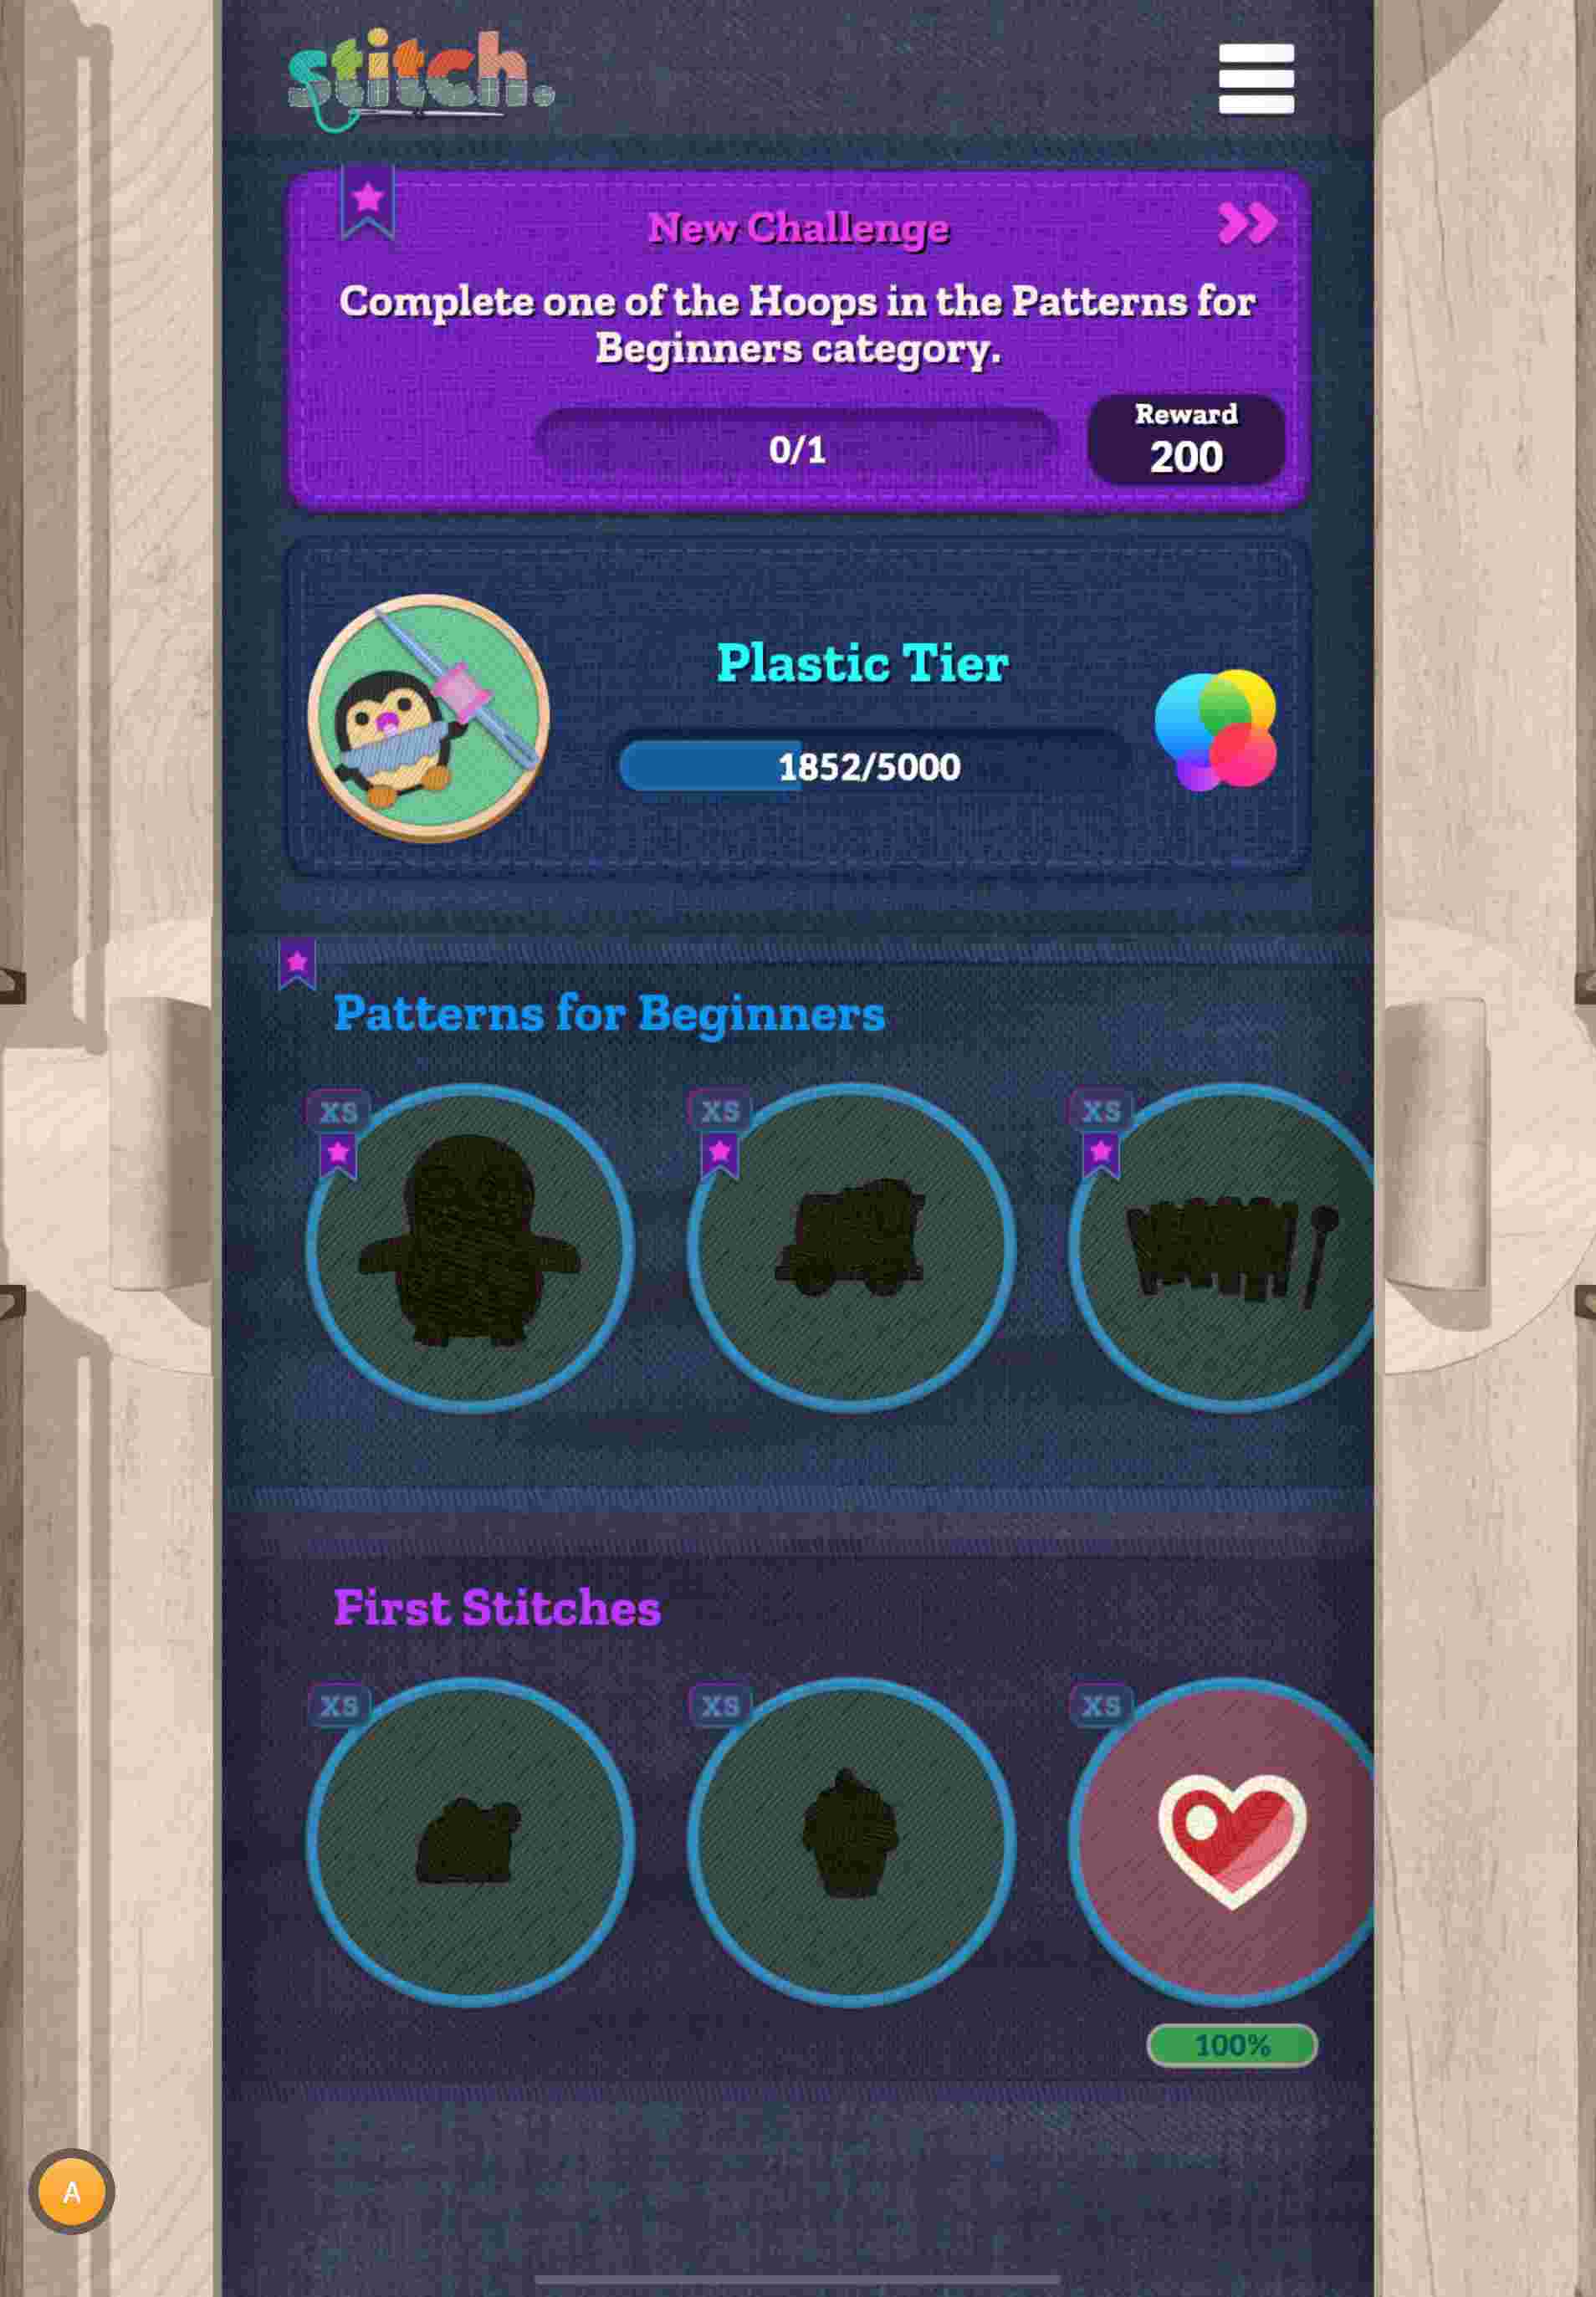 stitch.
New Challenge
Complete one of the Hoops in the Patterns for
Beginners category.
0/1
Reward
200
Plastic Tier
1852/5000
Patterns for Beginners
XS
XS
XS
First Stitches
XS
XS
XS
100%
A